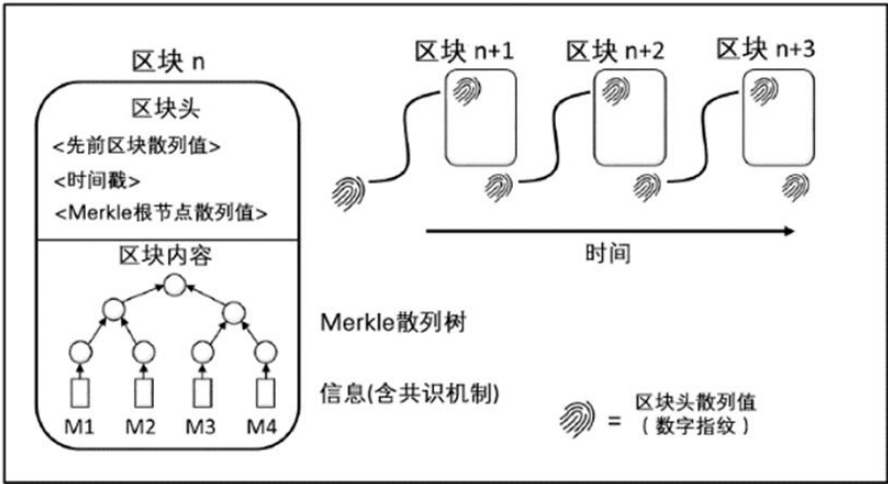 区块 n
区块头
<先前区块散列值>
<时间戳>
<Merkle根节点散列值>
区块内容
M1 M2 M3 M4
区块 n+1 区块 n+2 区块 n+3
时间
Merkle散列树
信息(含共识机制)
= 区块头散列值
(数字指纹)